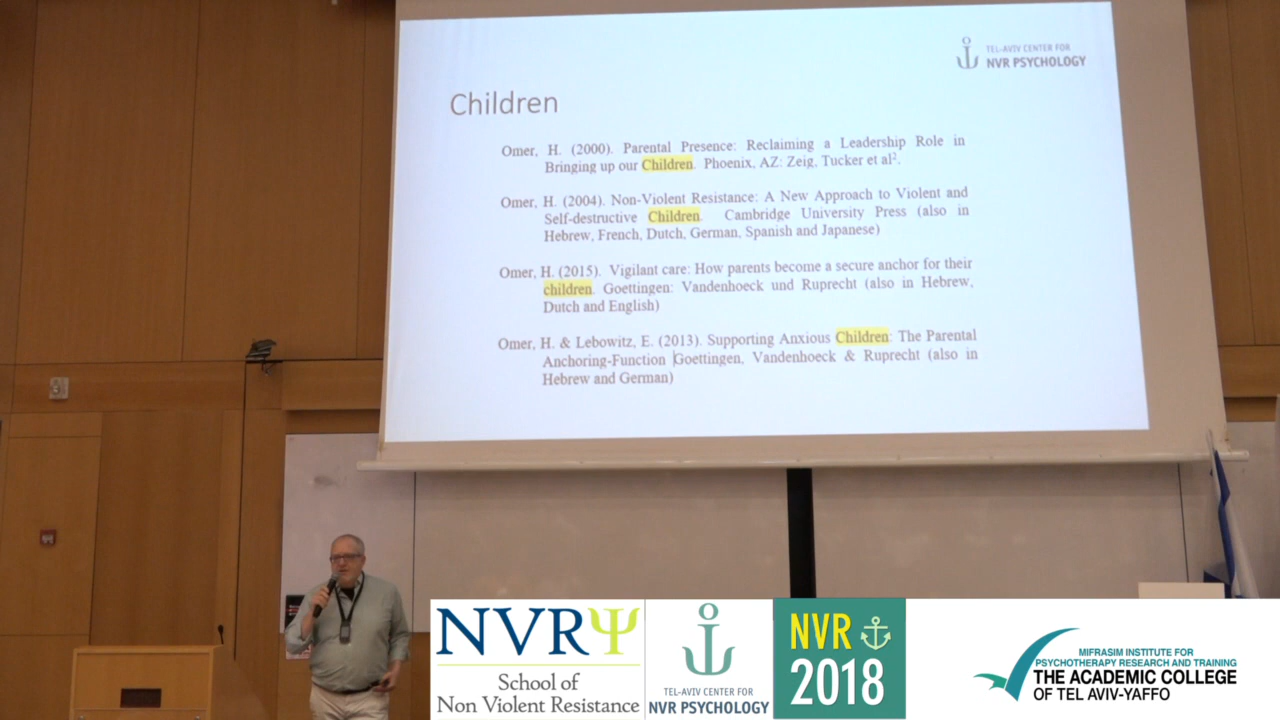 TEL-AVIV CENTER FOR
NVR PSYCHOLOGY
Children
Omer, H. (2000). Parental Presence: Reclaiming a Leadership Role in
Bringing up our Children. Phoenix, AZ: Zeig, Tucker et al².
Omer, H. (2004). Non-Violent Resistance: A New Approach to Violent and
Self-destructive Children. Cambridge University Press (also in
Hebrew, French, Dutch, German, Spanish and Japanese)
Omer, H. (2015). Vigilant care: How parents become a secure anchor for their
children. Goettingen: Vandenhoeck und Ruprecht (also in Hebrew,
Dutch and English)
Omer, H. & Lebowitz, E. (2013). Supporting Anxious Children: The Parental
Anchoring-Function Goettingen, Vandenhoeck & Ruprecht (also in
Hebrew and German)
NVRΨ
School of
Non Violent Resistance
TEL-AVIV CENTER FOR
NVR PSYCHOLOGY
NVR
2018
MIFRASIM INSTITUTE FOR
PSYCHOTHERAPY RESEARCH AND TRAINING
THE ACADEMIC COLLEGE
OF TEL AVIV-YAFFO